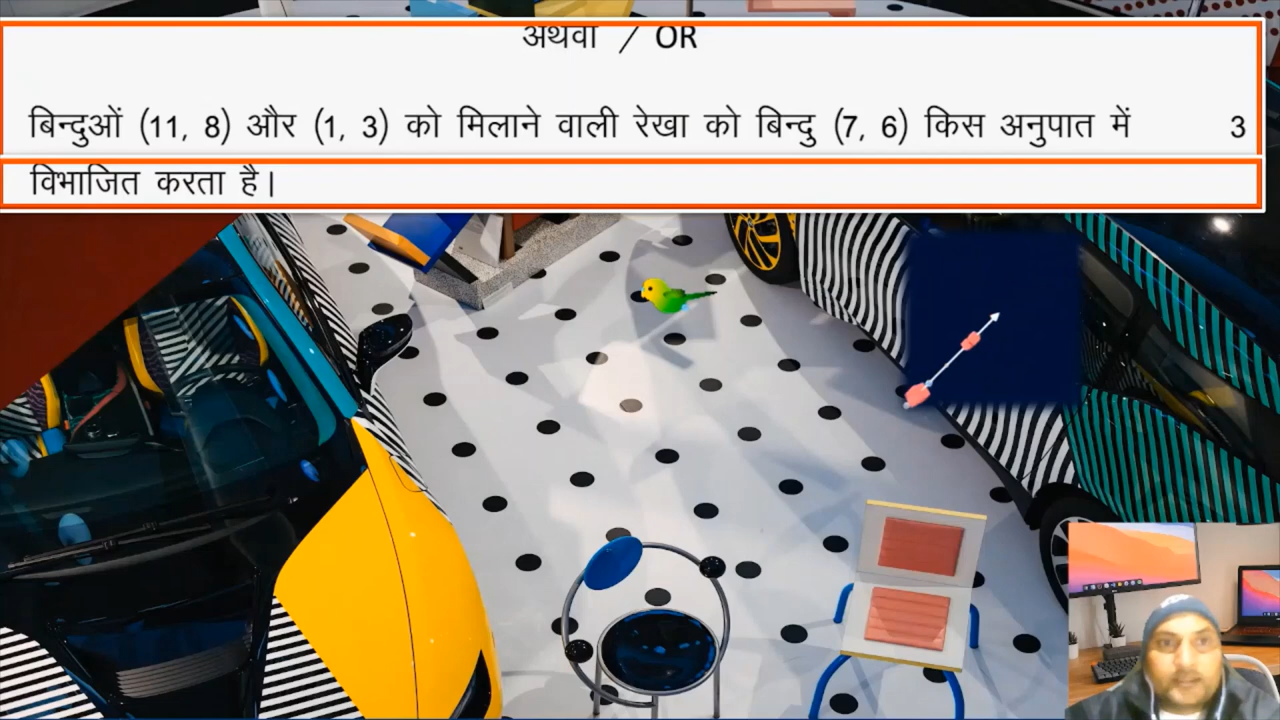 अथवा / OR
बिन्दुओं (11, 8) और (1, 3) को मिलाने वाली रेखा को बिन्दु (7, 6) किस अनुपात में 3
विभाजित करता है।